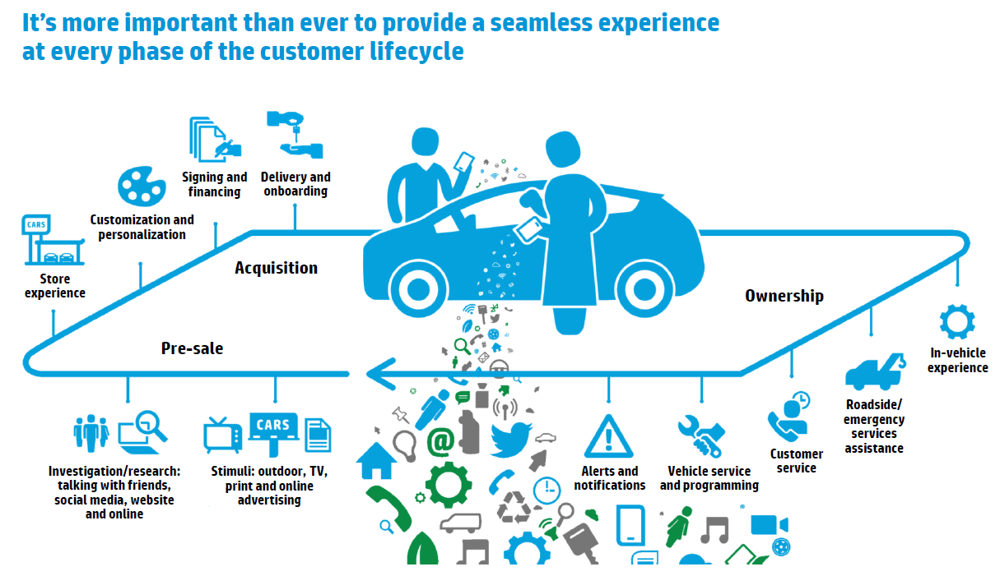 It's more important than ever to provide a seamless experience
at every phase of the customer lifecycle
Signing and
financing
Delivery and
onboarding
Customization and
personalization
CARS
Store
experience
Acquisition
Ownership
Pre-sale
In-vehicle
experience
Roadside/
emergency
services
assistance
Customer
service
CARS
@
Investigation/research:
talking with friends,
social media, website
and online
Stimuli: outdoor, TV,
print and online
advertising
Alerts and
notifications
Vehicle service
and programming